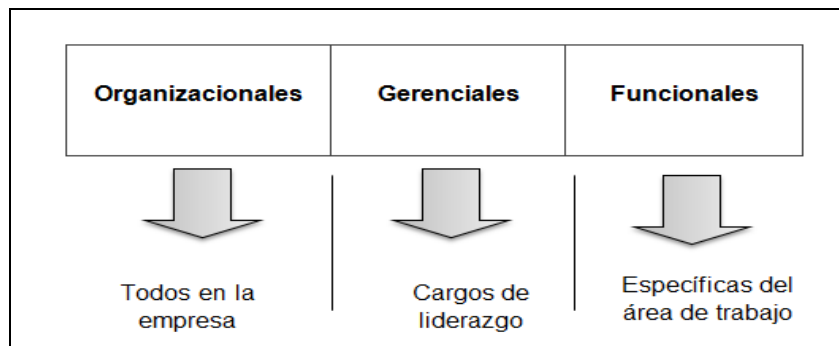 Organizacionales
Gerenciales
Funcionales
Todos en la
empresa
Cargos de
liderazgo
Específicas del
área de trabajo